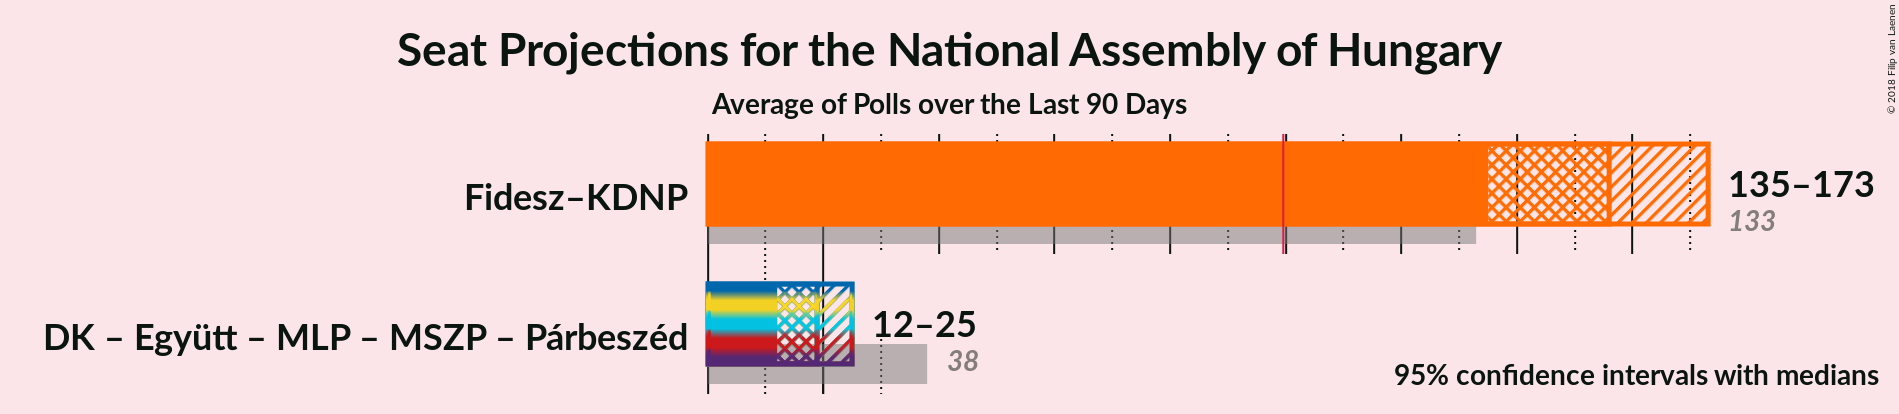 Seat Projections for the National Assembly of Hungary
Average of Polls over the Last 90 Days
Fidesz–KDNP
135–173
133
DK – Együtt – MLP – MSZP – Párbeszéd
12–25
38
95% confidence intervals with medians
© 2018 Filip van Laenen